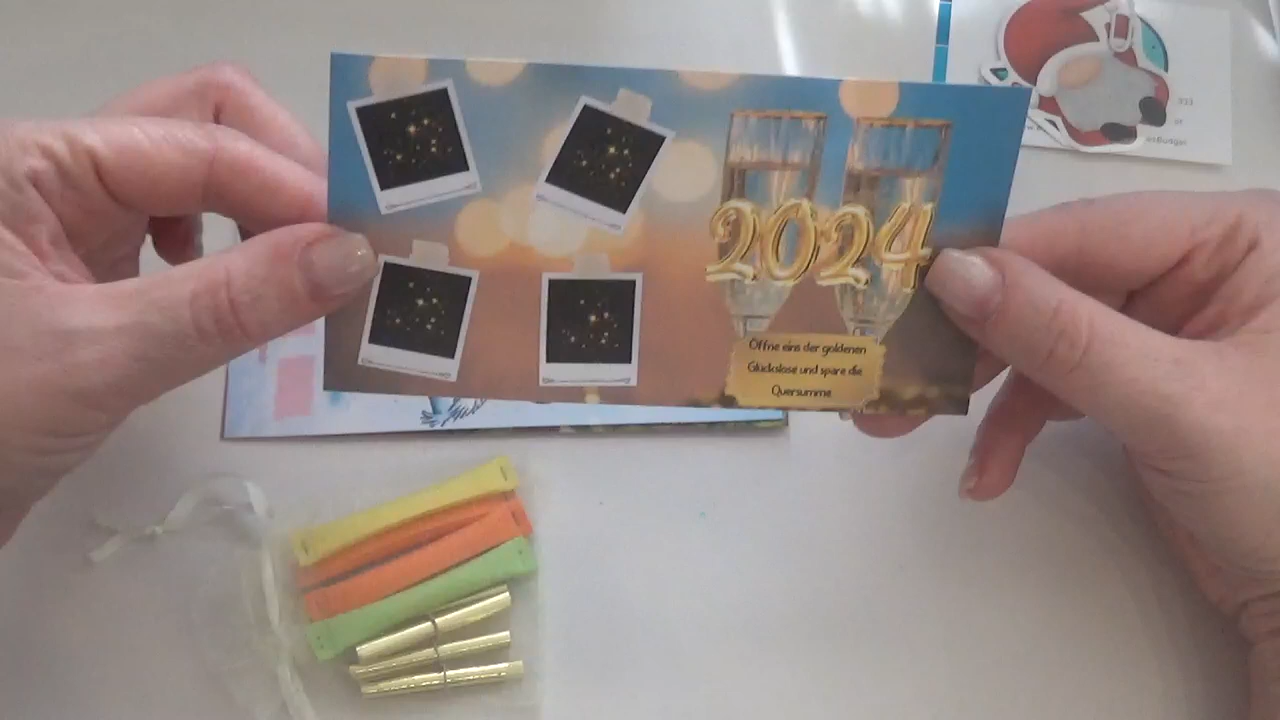 2024
Öffne eins der goldenen
Glückslose und spare die
Quersumme